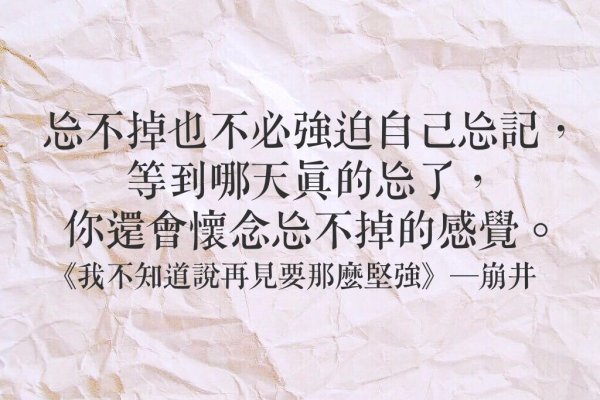 忘不掉也不必強迫自己忘記，
等到哪天真的忘了，
你還會懷念忘不掉的感覺。
《我不知道說再見要那麼堅強》—崩井